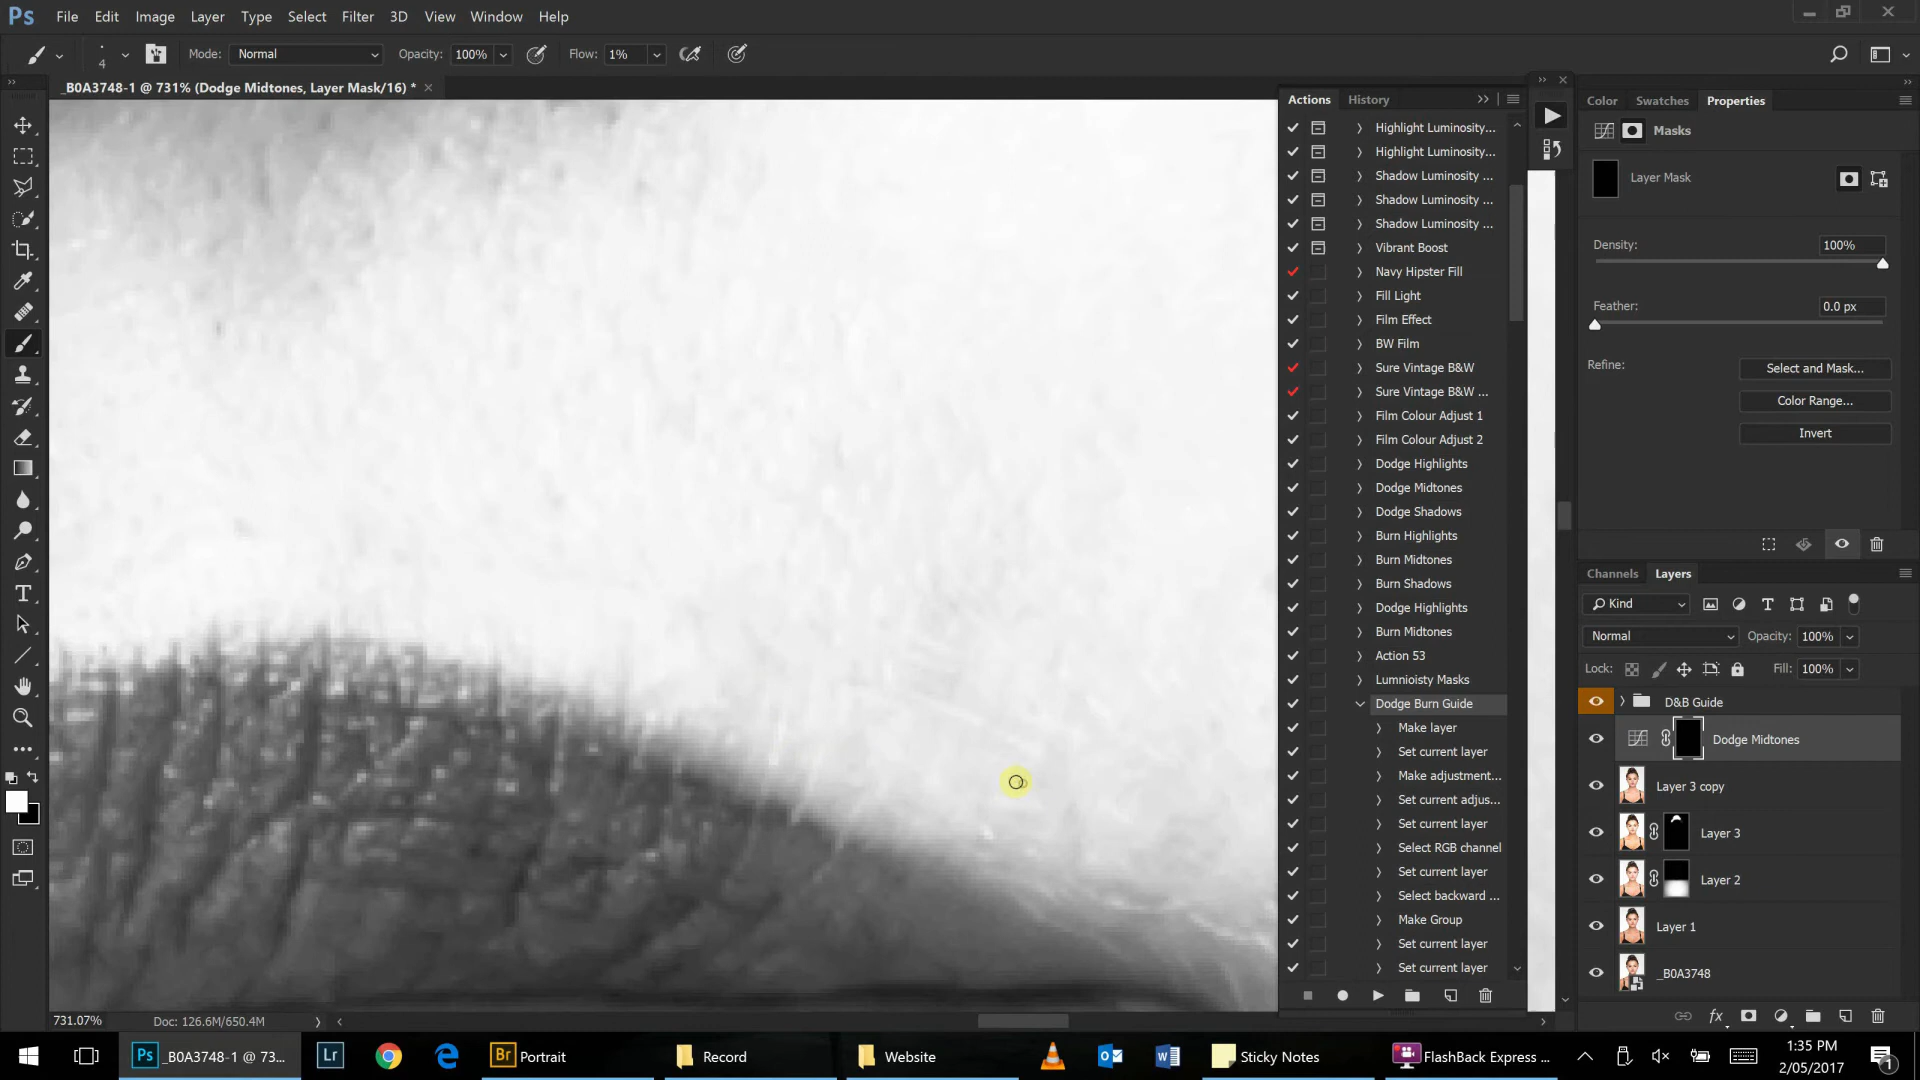 Ps File Edit Image Layer Type Select Filter 3D View Window Help
4 Mode: Normal Opacity: 100% Flow: 1%
_B0A3748-1 @ 731% (Dodge Midtones, Layer Mask/16) * ×
Actions History
Highlight Luminosity...
Highlight Luminosity...
Shadow Luminosity ...
Shadow Luminosity ...
Shadow Luminosity ...
Vibrant Boost
Navy Hipster Fill
Fill Light
Film Effect
BW Film
Sure Vintage B&W
Sure Vintage B&W ...
Film Colour Adjust 1
Film Colour Adjust 2
Dodge Highlights
Dodge Midtones
Dodge Shadows
Burn Highlights
Burn Midtones
Burn Shadows
Dodge Highlights
Burn Midtones
Action 53
Lumnioisty Masks
Dodge Burn Guide
Make layer
Set current layer
Make adjustment...
Set current adjus...
Set current layer
Select RGB channel
Set current layer
Select backward ...
Make Group
Set current layer
Set current layer
Color Swatches Properties
Masks
Layer Mask
Density: 100%
Feather: 0.0 px
Refine: Select and Mask...
Color Range...
Invert
Channels Layers
Kind
Normal Opacity: 100%
Lock: Fill: 100%
D&B Guide
Dodge Midtones
Layer 3 copy
Layer 3
Layer 2
Layer 1
_B0A3748
fx
731.07% Doc: 126.6M/650.4M
Ps _B0A3748-1 @ 73... Lr Br Portrait Record Website Sticky Notes FlashBack Express ... 1:35 PM
2/05/2017 1